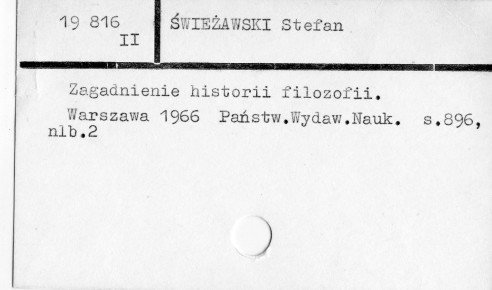 19 816
II
ŚWIEŻAWSKI Stefan
Zagadnienie historii filozofii.
Warszawa 1966 Państw.Wydaw.Nauk. s.896,
nlb.2